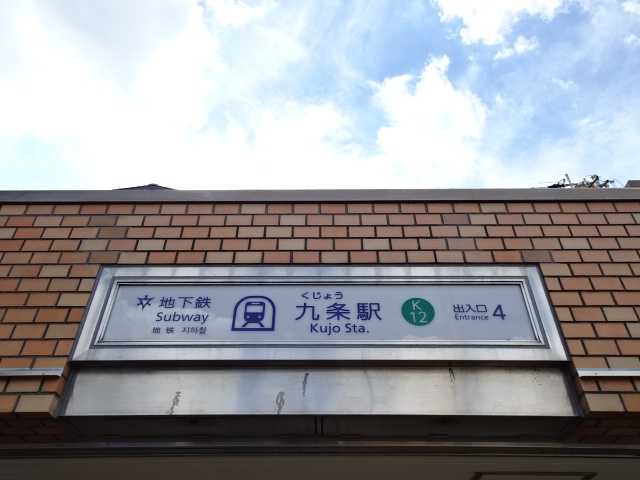 地下鉄
Subway
地 铁 지하철
くじょう
九条駅
Kujo Sta.
K
12
出入口
Entrance 4